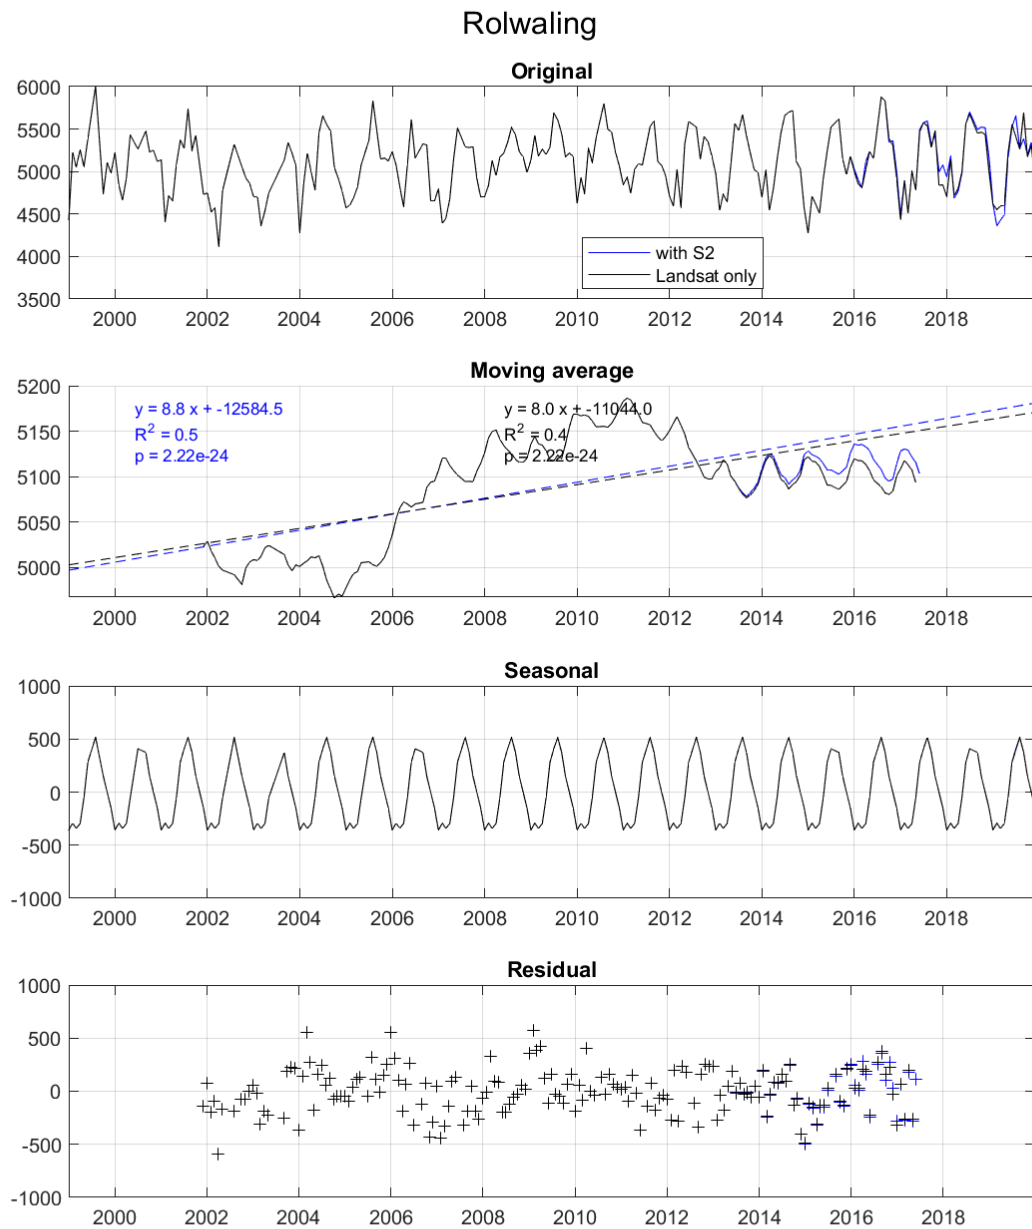 Rolwaling
Original
6000
5500
5000
4500
4000
3500
with S2
Landsat only
2000 2002 2004 2006 2008 2010 2012 2014 2016 2018
Moving average
5200
5150
5100
5050
5000
y = 8.8 x + -12584.5
R² = 0.5
p = 2.22e-24
y = 8.0 x + -11044.0
R² = 0.4
p = 2.22e-24
2000 2002 2004 2006 2008 2010 2012 2014 2016 2018
Seasonal
1000
500
0
-500
-1000
2000 2002 2004 2006 2008 2010 2012 2014 2016 2018
Residual
1000
500
0
-500
-1000
2000 2002 2004 2006 2008 2010 2012 2014 2016 2018